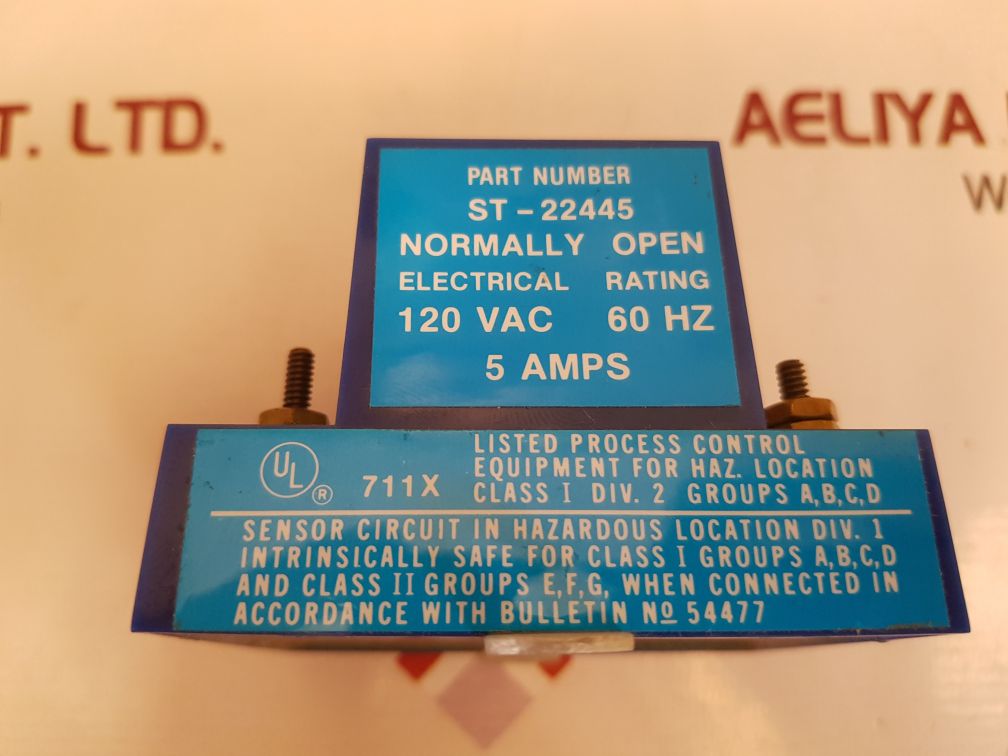 T. LTD.
AELIYA
W
PART NUMBER
ST-22445
NORMALLY OPEN
ELECTRICAL RATING
120 VAC 60 HZ
5 AMPS
UL ® 711X
LISTED PROCESS CONTROL
EQUIPMENT FOR HAZ. LOCATION
CLASS I DIV. 2 GROUPS A,B,C,D
SENSOR CIRCUIT IN HAZARDOUS LOCATION DIV. 1
INTRINSICALLY SAFE FOR CLASS I GROUPS A,B,C,D
AND CLASS II GROUPS E,F,G, WHEN CONNECTED IN
ACCORDANCE WITH BULLETIN Nº 54477